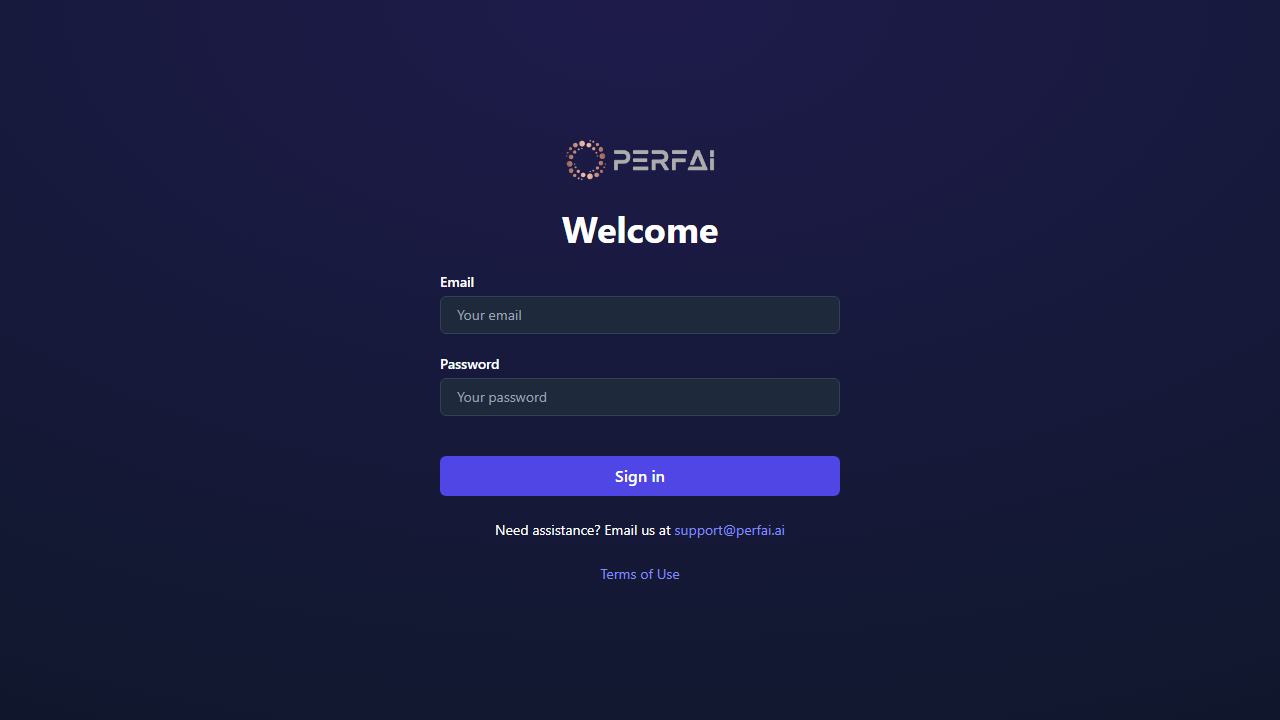 PERFAI
Welcome
Email
Your email
Password
Your password
Sign in
Need assistance? Email us at support@perfai.ai
Terms of Use